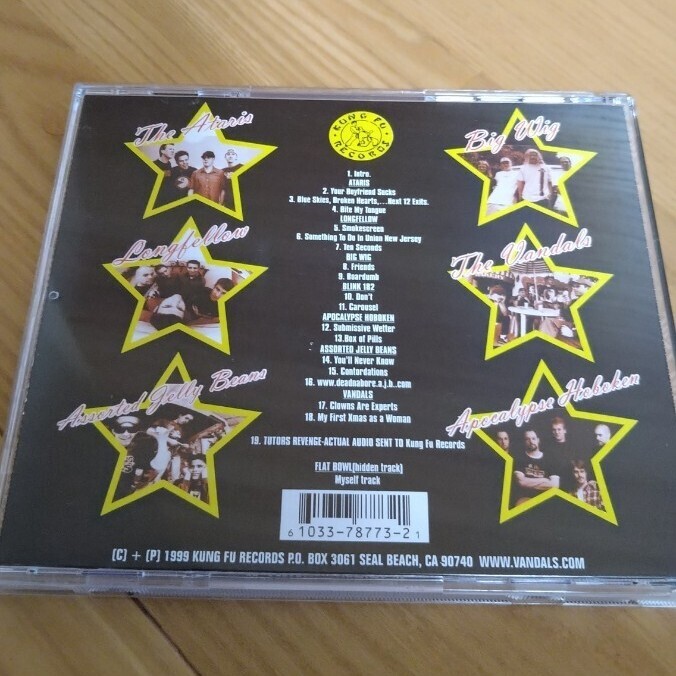 The Ataris
KUNG FU RECORDS
Big Wig
Longfellow
The Vandals
Assorted Jelly Beans
Apocalypse Hoboken
1. Intro.
ATARIS
2. Your Boyfriend Sucks
3. Blue Skies, Broken Hearts,...Next 12 Exits.
4. Bite My Tongue
LONGFELLOW
5. Smokescreen
6. Something To Do In Union New Jersey
7. Ten Seconds
BIG WIG
8. Friends
9. Boardumb
BLINK 182
10. Don't
11. Carousel
APOCALYPSE HOBOKEN
12. Submissive Wetter
13.Box of Pills
ASSORTED JELLY BEANS
14. You'll Never Know
15. Contordations
16. www.deadnabore.a.j.b..com
VANDALS
17. Clowns Are Experts
18. My First Xmas as a Woman
19. TUTORS REVENGE-ACTUAL AUDIO SENT TO Kung Fu Records
FLAT BOWL(hidden track)
Myself track
6 1033-78773-2 1
(C) + (P) 1999 KUNG FU RECORDS P.O. BOX 3061 SEAL BEACH, CA 90740 WWW.VANDALS.COM